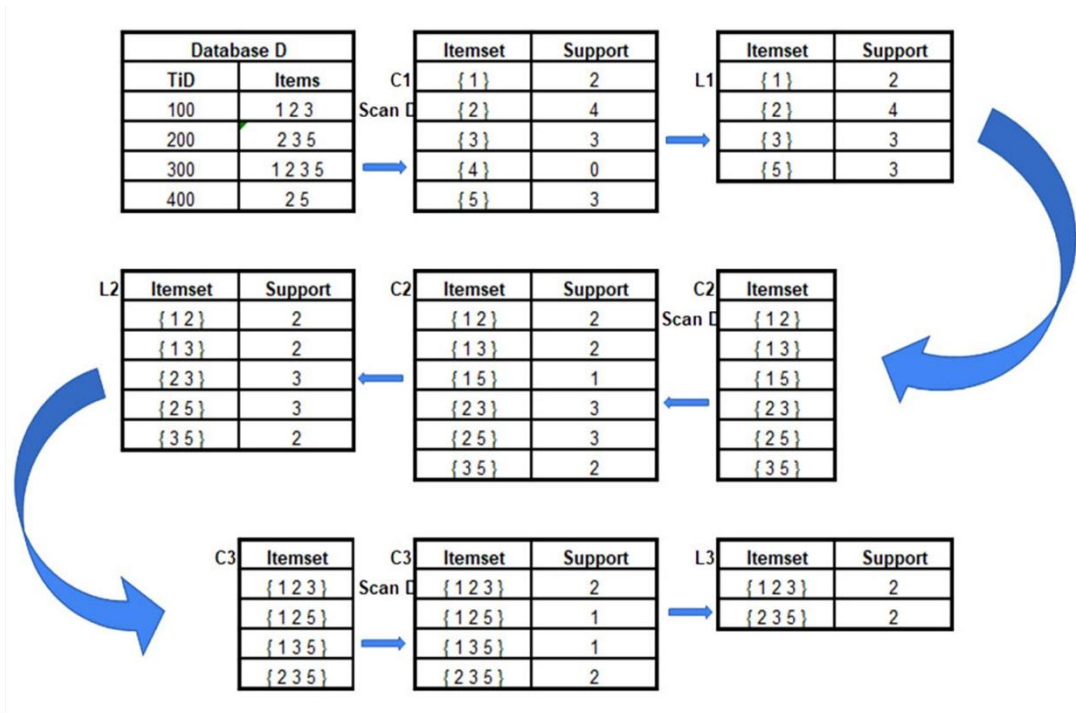 Database D
TiD Items
100 1 2 3
200 2 3 5
300 1 2 3 5
400 2 5
C1
Scan D
Itemset Support
{ 1 } 2
{ 2 } 4
{ 3 } 3
{ 4 } 0
{ 5 } 3
L1
Itemset Support
{ 1 } 2
{ 2 } 4
{ 3 } 3
{ 5 } 3
L2
Itemset Support
{ 1 2 } 2
{ 1 3 } 2
{ 2 3 } 3
{ 2 5 } 3
{ 3 5 } 2
C2
Itemset Support
{ 1 2 } 2
{ 1 3 } 2
{ 1 5 } 1
{ 2 3 } 3
{ 2 5 } 3
{ 3 5 } 2
C2
Scan D
Itemset
{ 1 2 }
{ 1 3 }
{ 1 5 }
{ 2 3 }
{ 2 5 }
{ 3 5 }
C3
Itemset
{ 1 2 3 }
{ 1 2 5 }
{ 1 3 5 }
{ 2 3 5 }
C3
Scan D
Itemset Support
{ 1 2 3 } 2
{ 1 2 5 } 1
{ 1 3 5 } 1
{ 2 3 5 } 2
L3
Itemset Support
{ 1 2 3 } 2
{ 2 3 5 } 2